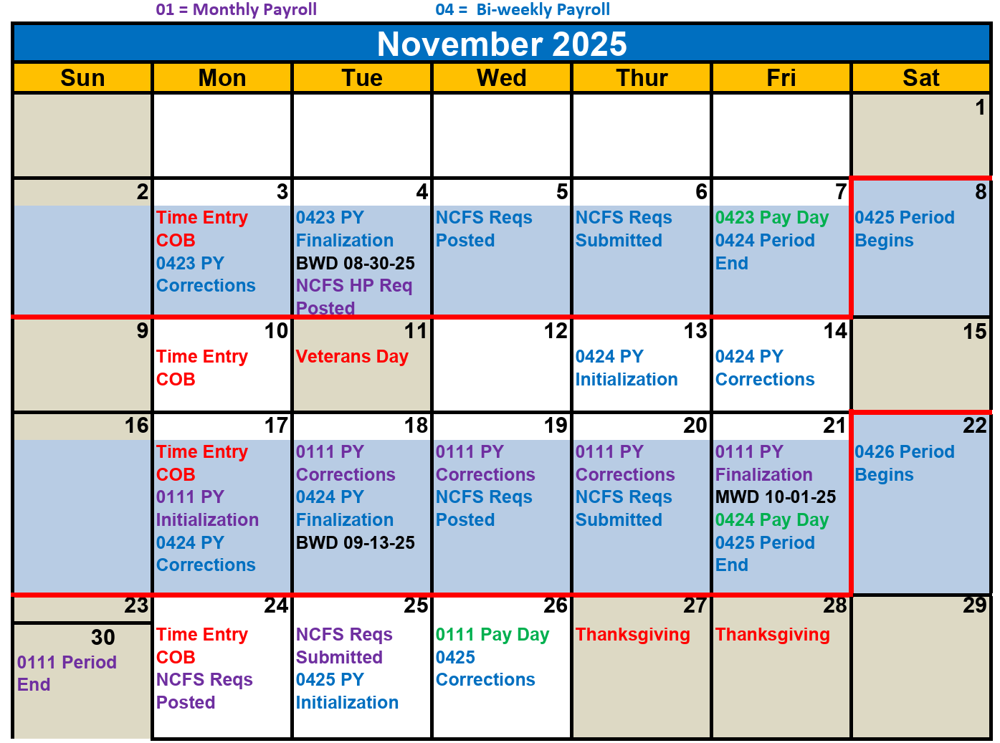 01 = Monthly Payroll
04 =  Bi-weekly Payroll
November 2025
Sun
Mon
Tue
Wed
Thur
Fri
Sat
1
2
3
Time Entry
COB
0423 PY
Corrections
4
0423 PY
Finalization
BWD 08-30-25
NCFS HP Req
Posted
5
NCFS Reqs
Posted
6
NCFS Reqs
Submitted
7
0423 Pay Day
0424 Period
End
8
0425 Period
Begins
9
10
Time Entry
COB
11
Veterans Day
12
13
0424 PY
Initialization
14
0424 PY
Corrections
15
16
17
Time Entry
COB
0111 PY
Initialization
0424 PY
Corrections
18
0111 PY
Corrections
0424 PY
Finalization
BWD 09-13-25
19
0111 PY
Corrections
NCFS Reqs
Posted
20
0111 PY
Corrections
NCFS Reqs
Submitted
21
0111 PY
Finalization
MWD 10-01-25
0424 Pay Day
0425 Period
End
22
0426 Period
Begins
23
30
0111 Period
End
24
Time Entry
COB
NCFS Reqs
Posted
25
NCFS Reqs
Submitted
0425 PY
Initialization
26
0111 Pay Day
0425
Corrections
27
Thanksgiving
28
Thanksgiving
29